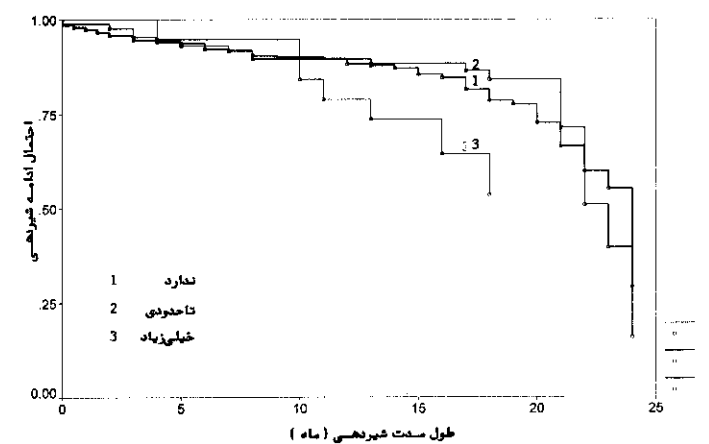 1.00
.75
.50
.25
0.00
احتمال ادامه شیردهی
2
1
3
1 ندارد
2 تاحدودی
3 خیلی‌زیاد
0 5 10 15 20 25
طول مدت شیردهی ( ماه )